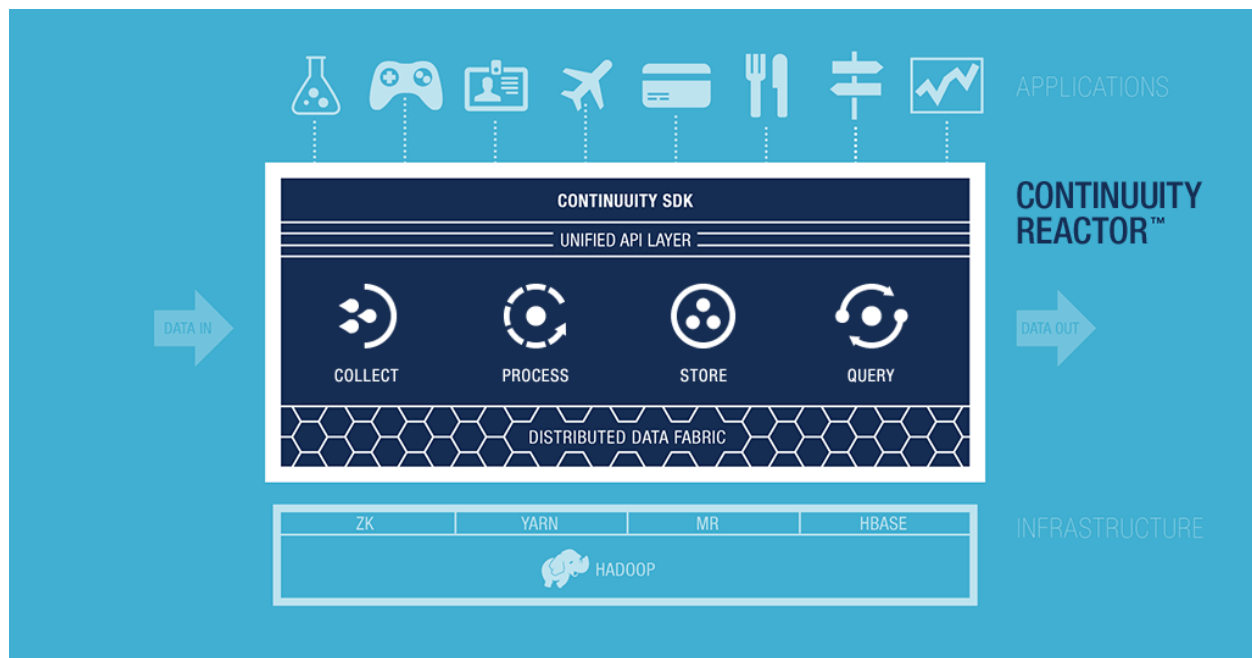 APPLICATIONS
CONTINUUITY SDK
CONTINUUITY
REACTOR™
UNIFIED API LAYER
DATA IN
DATA OUT
COLLECT
PROCESS
STORE
QUERY
DISTRIBUTED DATA FABRIC
ZK
YARN
MR
HBASE
INFRASTRUCTURE
HADOOP